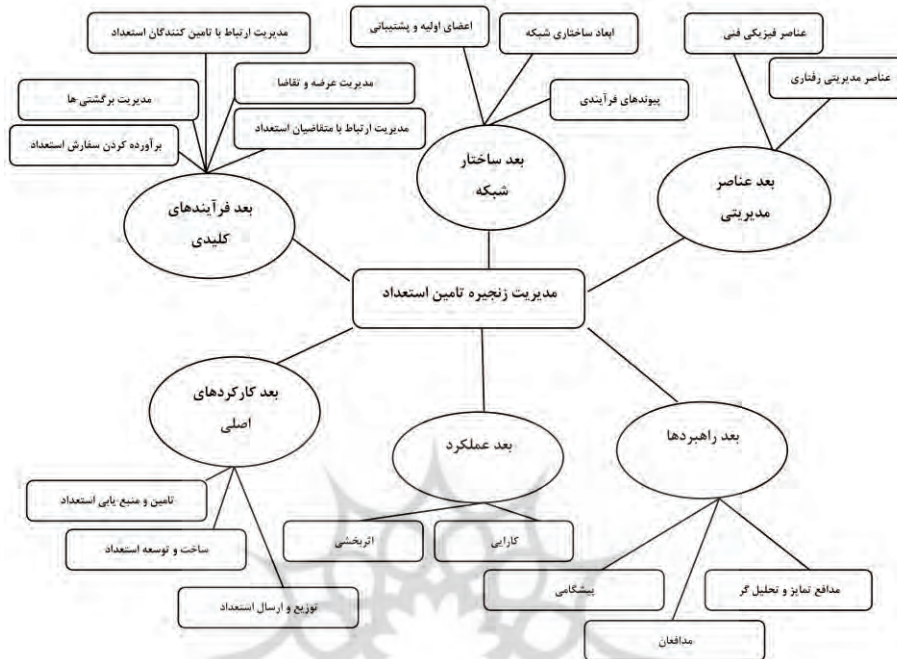 عناصر فیزیکی فنی
ابعاد ساختاری شبکه
اعضای اولیه و پشتیبانی
مدیریت ارتباط با تامین کنندگان استعداد
عناصر مدیریتی رفتاری
پیوندهای فرآیندی
مدیریت عرضه و تقاضا
مدیریت برگشتی ها
مدیریت ارتباط با متقاضیان استعداد
برآورده کردن سفارش استعداد
بعد عناصر
مدیریتی
بعد ساختار
شبکه
بعد فرآیندهای
کلیدی
مدیریت زنجیره تامین استعداد
بعد راهبردها
بعد عملکرد
بعد کارکردهای
اصلی
تامین و منبع یابی استعداد
ساخت و توسعه استعداد
توزیع و ارسال استعداد
کارایی
اثربخشی
مدافع تمایز و تحلیل گر
پیشگامی
مدافعان